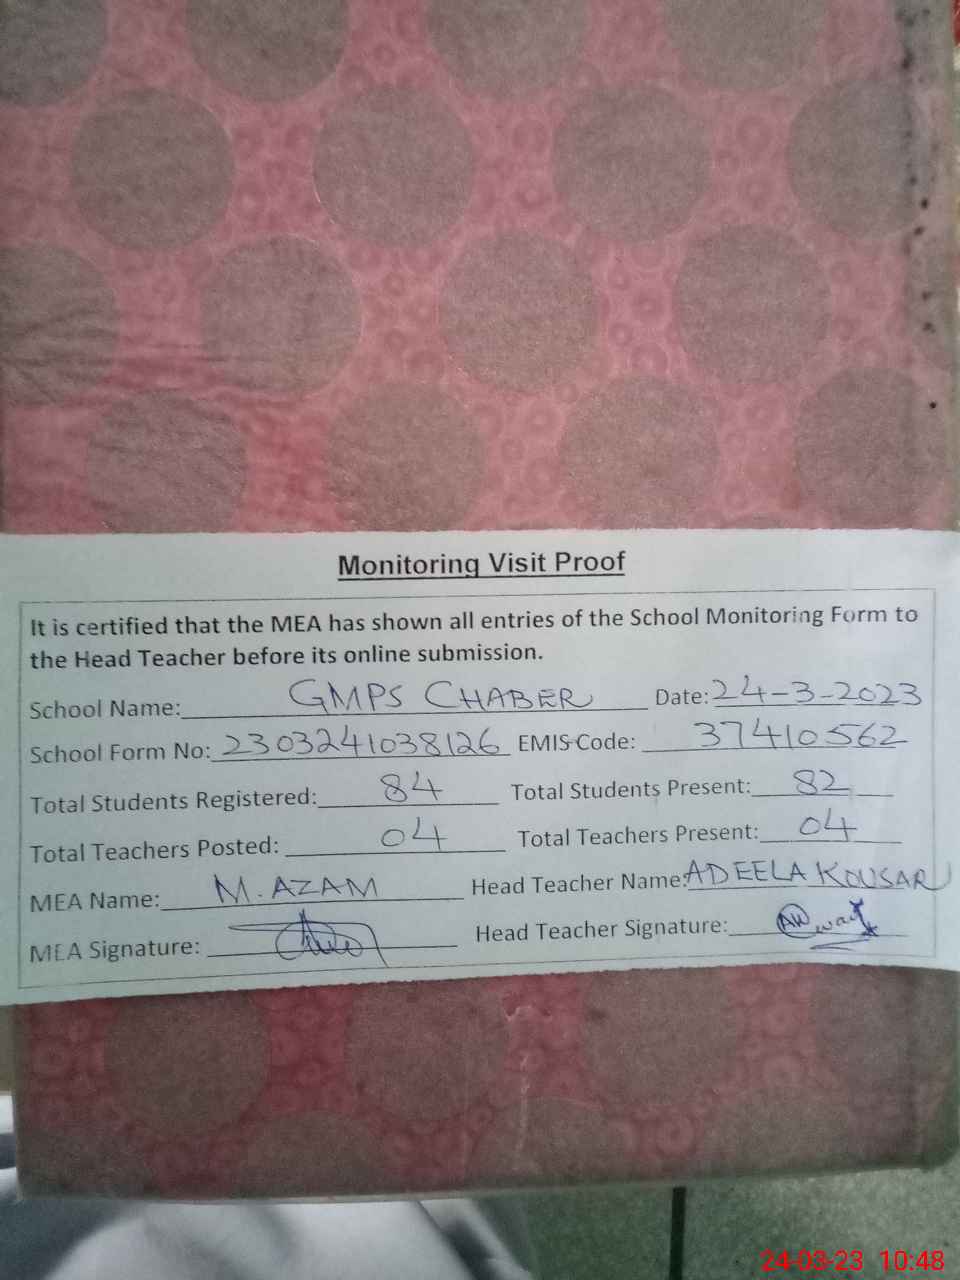 Monitoring Visit Proof
It is certified that the MEA has shown all entries of the School Monitoring Form to
the Head Teacher before its online submission.
School Name: GMPS CHABER Date: 24-3-2023
School Form No: 2303241038126 EMIS Code: 37410562
Total Students Registered: 84 Total Students Present: 82
Total Teachers Posted: 04 Total Teachers Present: 04
MEA Name: M. AZAM Head Teacher Name: ADEELA KOUSAR
MEA Signature: Head Teacher Signature:
24-03-23 10:48